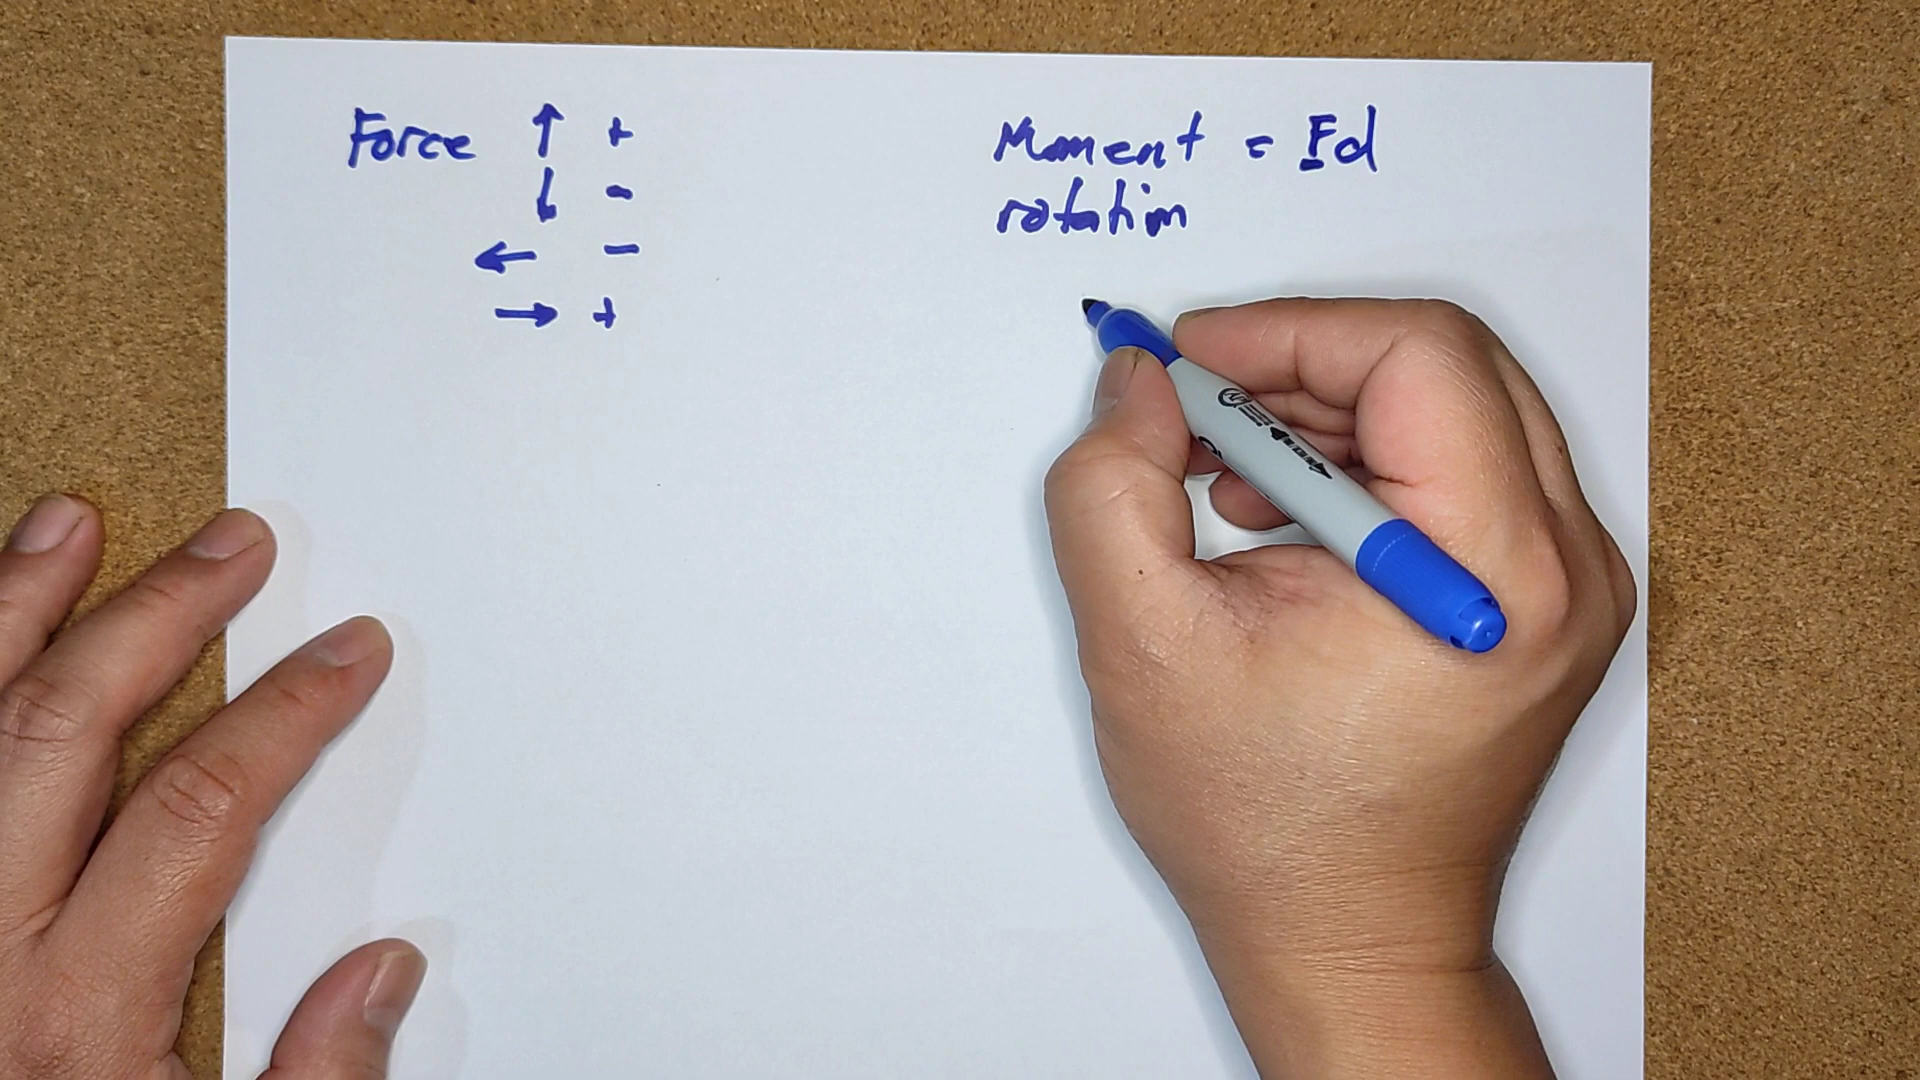 Force ↑ +
↓ -
← -
→ +
Moment = Fd
rotation